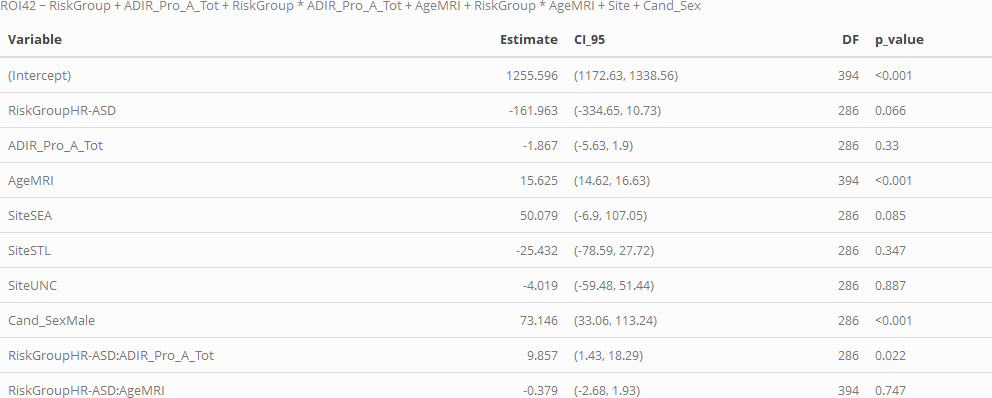 ROI42 ~ RiskGroup + ADIR_Pro_A_Tot + RiskGroup * ADIR_Pro_A_Tot + AgeMRI + RiskGroup * AgeMRI + Site + Cand_Sex
Variable Estimate CI_95 DF p_value
(Intercept) 1255.596 (1172.63, 1338.56) 394 <0.001
RiskGroupHR-ASD -161.963 (-334.65, 10.73) 286 0.066
ADIR_Pro_A_Tot -1.867 (-5.63, 1.9) 286 0.33
AgeMRI 15.625 (14.62, 16.63) 394 <0.001
SiteSEA 50.079 (-6.9, 107.05) 286 0.085
SiteSTL -25.432 (-78.59, 27.72) 286 0.347
SiteUNC -4.019 (-59.48, 51.44) 286 0.887
Cand_SexMale 73.146 (33.06, 113.24) 286 <0.001
RiskGroupHR-ASD:ADIR_Pro_A_Tot 9.857 (1.43, 18.29) 286 0.022
RiskGroupHR-ASD:AgeMRI -0.379 (-2.68, 1.93) 394 0.747